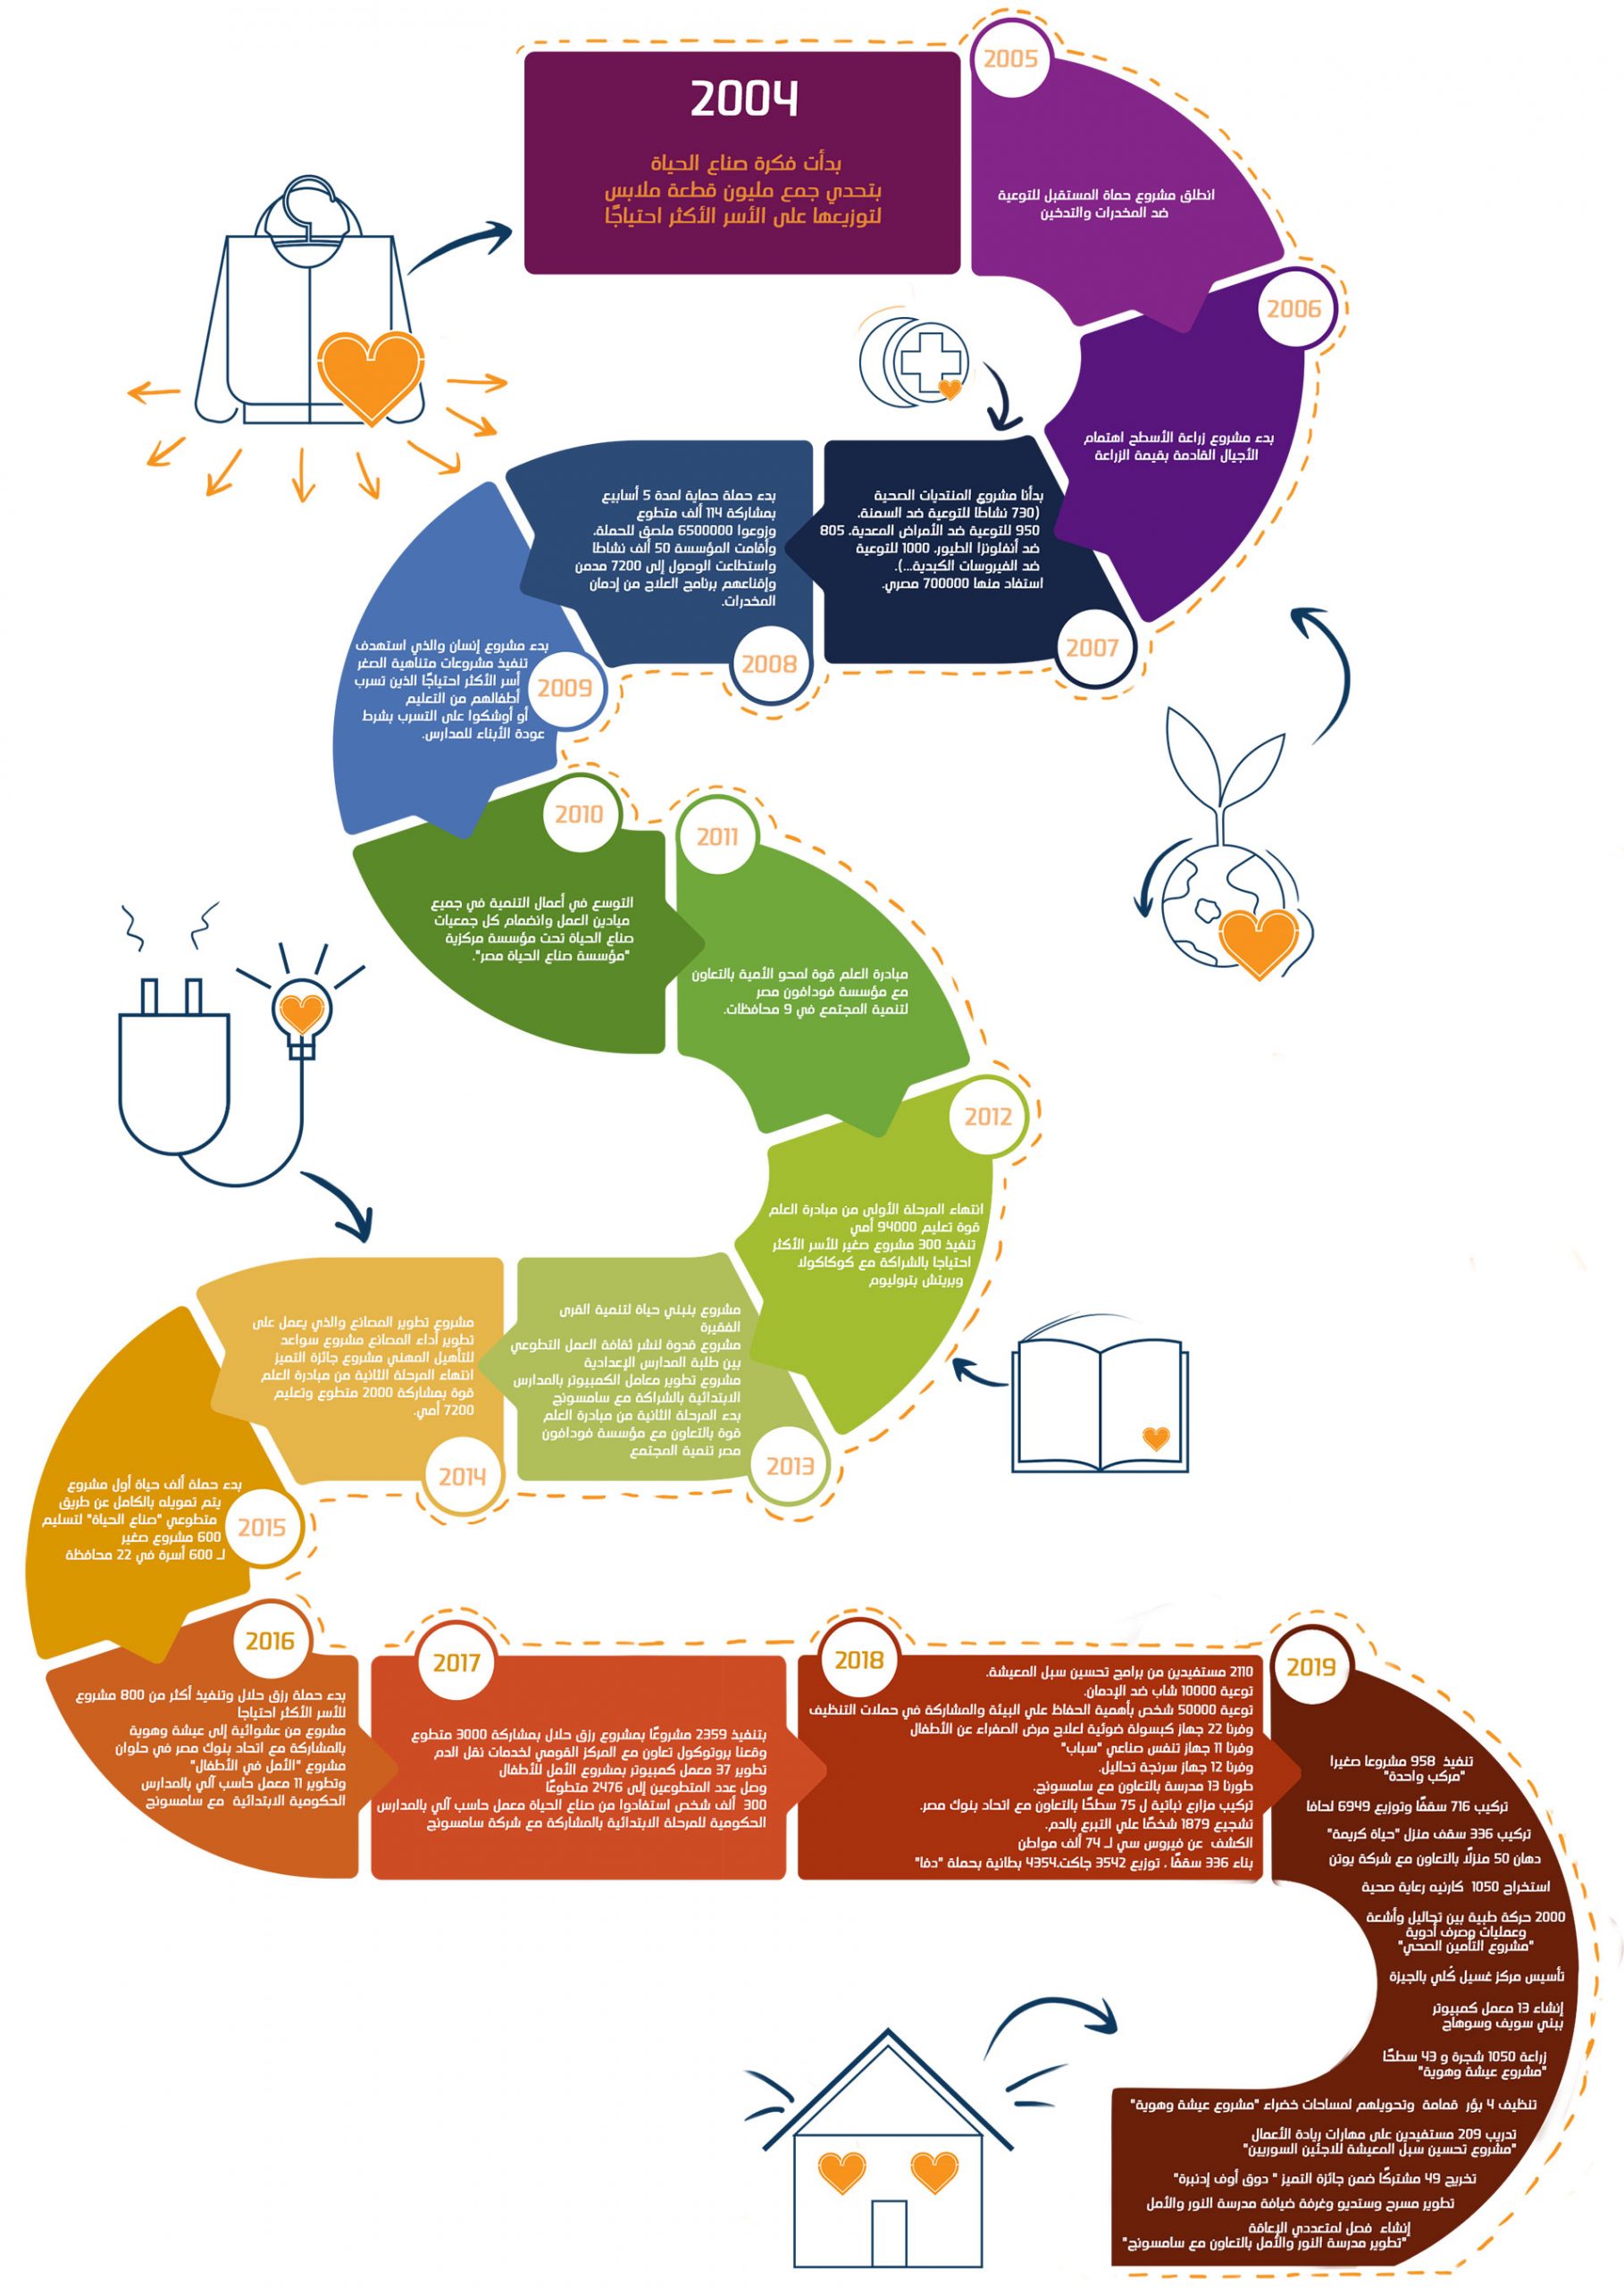 2004
بدأت فكرة صناع الحياة
بتحدي جمع مليون قطعة ملابس
لتوزيعها على الأسر الأكثر احتياجًا
2005
انطلق مشروع حماة المستقبل للتوعية
ضد المخدرات والتدخين
2006
بدء مشروع زراعة الأسطح اهتمام
الأجيال القادمة بقيمة الزراعة
2007
بدأنا مشروع المنتديات الصحية
(730 نشاطًا للتوعية ضد السمنة.
950 للتوعية ضد الأمراض المعدية. 805
ضد أنفلونزا الطيور. 1000 للتوعية
ضد الفيروسات الكبدية...).
استفاد منها 700000 مصري.
2008
بدء حملة حماية لمدة 5 أسابيع
بمشاركة 114 ألف متطوع
وزوعوا 6500000 ملصق للحملة.
وأقامت المؤسسة 50 ألف نشاطا
واستطاعت الوصول إلى 7200 مدمن
وإقناعهم برنامج العلاج من إدمان
المخدرات.
2009
بدء مشروع إنسان والذي استهدف
تنفيذ مشروعات متناهية الصغر
أسر الأكثر احتياجًا الذين تسرب
أطفالهم من التعليم
أو أوشكوا على التسرب بشرط
عودة الأبناء للمدارس.
2010
التوسع في أعمال التنمية في جميع
ميادين العمل وانضمام كل جمعيات
صناع الحياة تحت مؤسسة مركزية
"مؤسسة صناع الحياة مصر".
2011
مبادرة العلم قوة لمحو الأمية بالتعاون
مع مؤسسة فودافون مصر
لتنمية المجتمع في 9 محافظات.
2012
انتهاء المرحلة الأولى من مبادرة العلم
قوة تعليم 94000 أمي
تنفيذ 300 مشروع صغير للأسر الأكثر
احتياجا بالشراكة مع كوكاكولا
وبريتش بتروليوم
2013
مشروع بنبني حياة لتنمية القرى
الفقيرة
مشروع قدوة لنشر ثقافة العمل التطوعي
بين طلبة المدارس الإعدادية
مشروع تطوير معامل الكمبيوتر بالمدارس
الابتدائية بالشراكة مع سامسونج
بدء المرحلة الثانية من مبادرة العلم
قوة بالتعاون مع مؤسسة فودافون
مصر تنمية المجتمع
2014
مشروع تطوير المصانع والذي يعمل على
تطوير أداء المصانع مشروع سواعد
للتأهيل المهني مشروع جائزة التميز
انتهاء المرحلة الثانية من مبادرة العلم
قوة بمشاركة 2000 متطوع وتعليم
7200 أمي.
2015
بدء حملة ألف حياة أول مشروع
يتم تمويله بالكامل عن طريق
متطوعي "صناع الحياة" لتسليم
600 مشروع صغير
لـ 600 أسرة في 22 محافظة
2016
بدء حملة رزق حلال وتنفيذ أكثر من 800 مشروع
للأسر الأكثر احتياجا
مشروع من عشوائية إلى عيشة وهوية
بالمشاركة مع اتحاد بنوك مصر في حلوان
مشروع "الأمل في الأطفال"
وتطوير 11 معمل حاسب آلي بالمدارس
الحكومية الابتدائية مع سامسونج
2017
بتنفيذ 2359 مشروعًا بمشروع رزق حلال بمشاركة 3000 متطوع
وقعنا بروتوكول تعاون مع المركز القومي لخدمات نقل الدم
تطوير 37 معمل كمبيوتر بمشروع الأمل للأطفال
وصل عدد المتطوعين إلى 2476 متطوعًا
300 ألف شخص استفادوا من صناع الحياة معمل حاسب آلي بالمدارس
الحكومية للمرحلة الابتدائية بالمشاركة مع شركة سامسونج
2018
2110 مستفيدين من برامج تحسين سبل المعيشة.
توعية 10000 شاب ضد الإدمان.
توعية 50000 شخص بأهمية الحفاظ علي البيئة والمشاركة في حملات التنظيف
وفرنا 22 جهاز كبسولة ضوئية لعلاج مرض الصفراء عن الأطفال
وفرنا 11 جهاز تنفس صناعي "سباب"
وفرنا 12 جهاز سرنجة تحاليل.
طورنا 13 مدرسة بالتعاون مع سامسونج.
تركيب مزارع نباتية ل 75 سطحًا بالتعاون مع اتحاد بنوك مصر.
تشجيع 1879 شخصًا علي التبرع بالدم.
الكشف عن فيروس سي لـ 74 ألف مواطن
بناء 336 سقفًا ، توزيع 3542 جاكت،4354 بطانية بحملة "دفا"
2019
تنفيذ 958 مشروعا صغيرا
"مركب واحدة"
تركيب 716 سقفًا وتوزيع 6949 لحافا
تركيب 336 سقف منزل "حياة كريمة"
دهان 50 منزلًا بالتعاون مع شركة يوتن
استخراج 1050 كارنيه رعاية صحية
2000 حركة طبية بين تحاليل وأشعة
وعمليات وصرف أدوية
"مشروع التأمين الصحي"
تأسيس مركز غسيل كُلي بالجيزة
إنشاء 13 معمل كمبيوتر
ببني سويف وسوهاج
زراعة 1050 شجرة و 43 سطحًا
"مشروع عيشة وهوية"
تنظيف 4 بؤر قمامة وتحويلهم لمساحات خضراء "مشروع عيشة وهوية"
تدريب 209 مستفيدين على مهارات ريادة الأعمال
"مشروع تحسين سبل المعيشة للاجئين السوريين"
تخريج 49 مشتركًا ضمن جائزة التميز " دوق أوف إدنبرة"
تطوير مسرح وستديو وغرفة ضيافة مدرسة النور والأمل
إنشاء فصل لمتعددي الإعاقة
"تطوير مدرسة النور والأمل بالتعاون مع سامسونج"